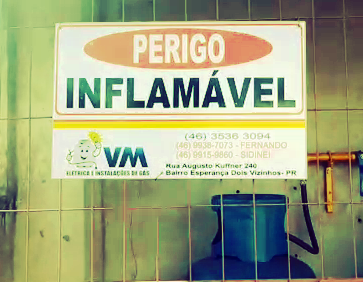 PERIGO
INFLAMÁVEL
VM
ELÉTRICA E INSTALAÇÕES DE GÁS
(46) 3536 3094
(46) 9938-7073 - FERNANDO
(46) 9915-9860 - SIDINEI
Rua Augusto Kuffner 240
Bairro Esperança Dois Vizinhos- PR